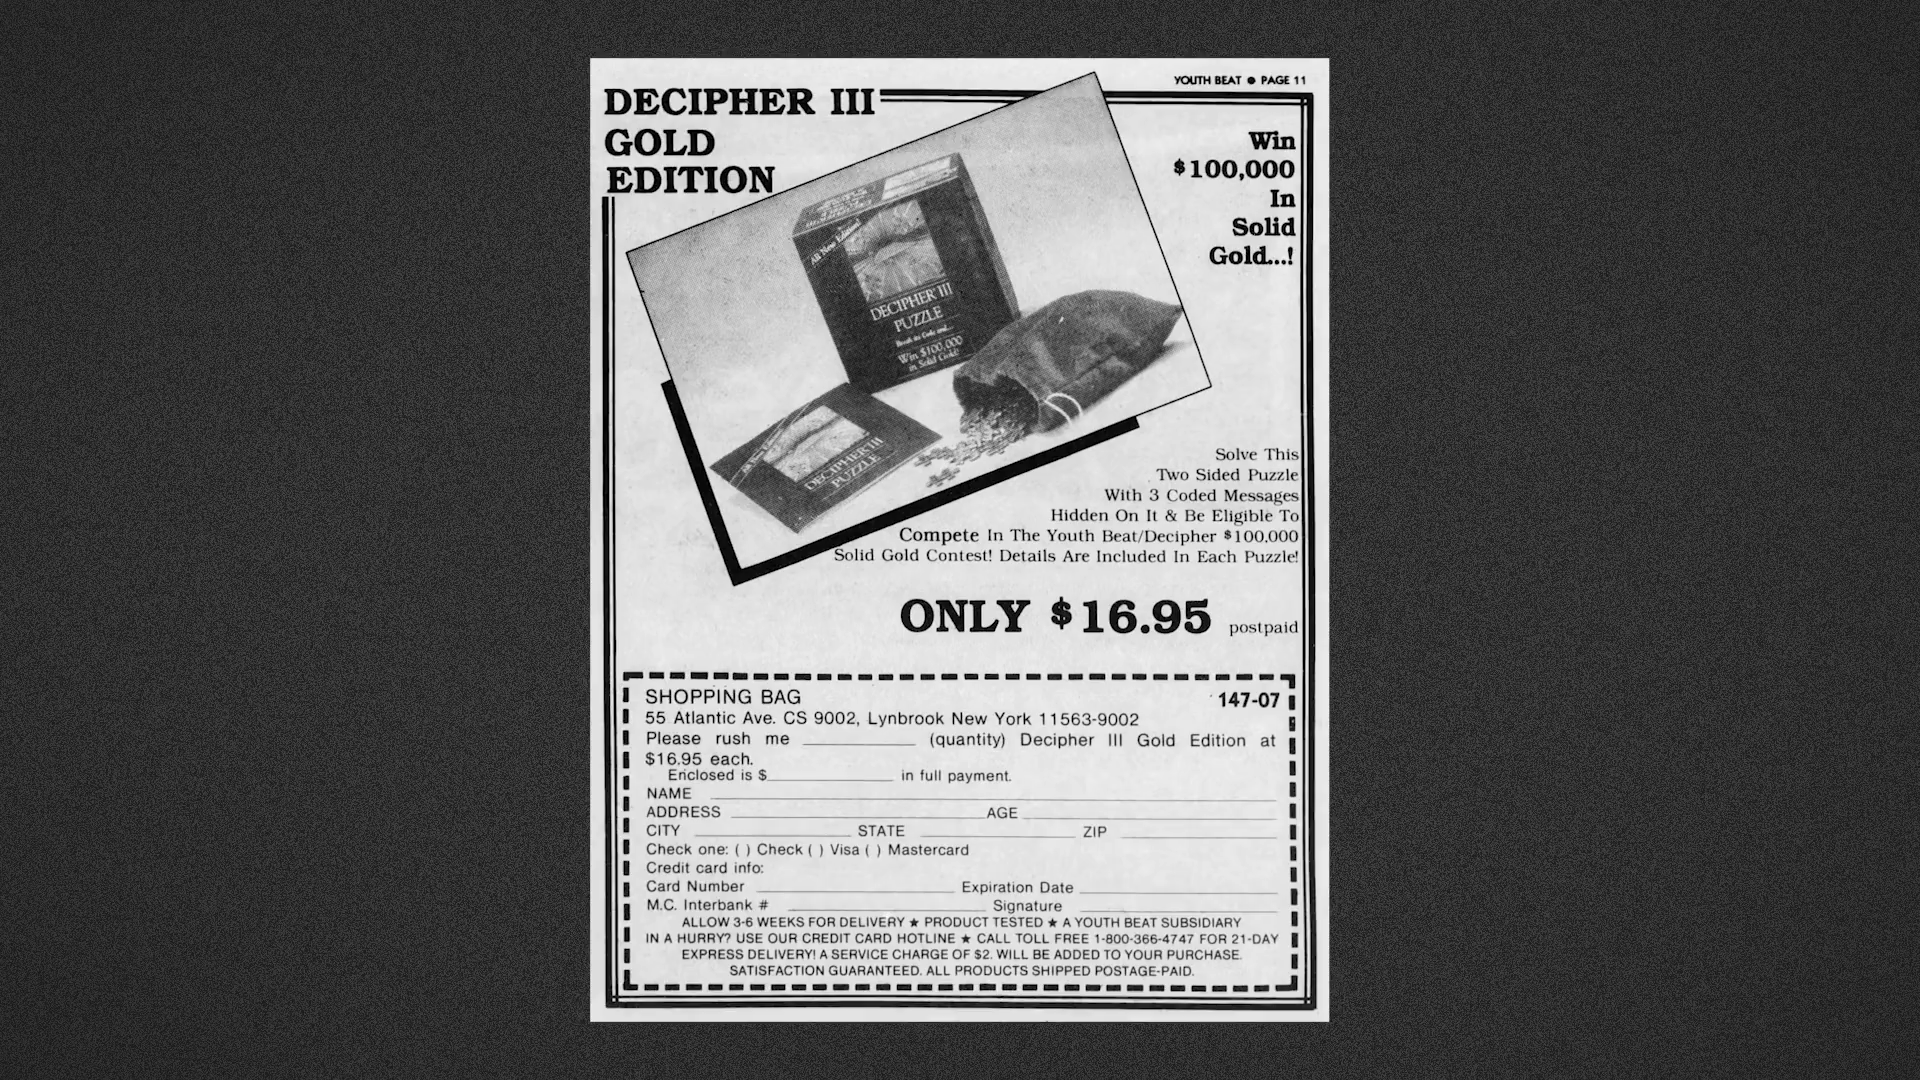 YOUTH BEAT ● PAGE 11
DECIPHER III
GOLD
EDITION
Win
$100,000
In
Solid
Gold...!
All New Edition!
DECIPHER III
PUZZLE
Break its Code and...
Win $100,000
in Solid Gold!
DECIPHER III
PUZZLE
Solve This
Two Sided Puzzle
With 3 Coded Messages
Hidden On It & Be Eligible To
Compete In The Youth Beat/Decipher $100,000
Solid Gold Contest! Details Are Included In Each Puzzle!
ONLY $16.95 postpaid
SHOPPING BAG 147-07
55 Atlantic Ave. CS 9002, Lynbrook New York 11563-9002
Please rush me (quantity) Decipher III Gold Edition at
$16.95 each.
Enclosed is $ in full payment.
NAME
ADDRESS AGE
CITY STATE ZIP
Check one: ( ) Check ( ) Visa ( ) Mastercard
Credit card info:
Card Number Expiration Date
M.C. Interbank # Signature
ALLOW 3-6 WEEKS FOR DELIVERY ★ PRODUCT TESTED ★ A YOUTH BEAT SUBSIDIARY
IN A HURRY? USE OUR CREDIT CARD HOTLINE ★ CALL TOLL FREE 1-800-366-4747 FOR 21-DAY
EXPRESS DELIVERY! A SERVICE CHARGE OF $2. WILL BE ADDED TO YOUR PURCHASE.
SATISFACTION GUARANTEED. ALL PRODUCTS SHIPPED POSTAGE-PAID.